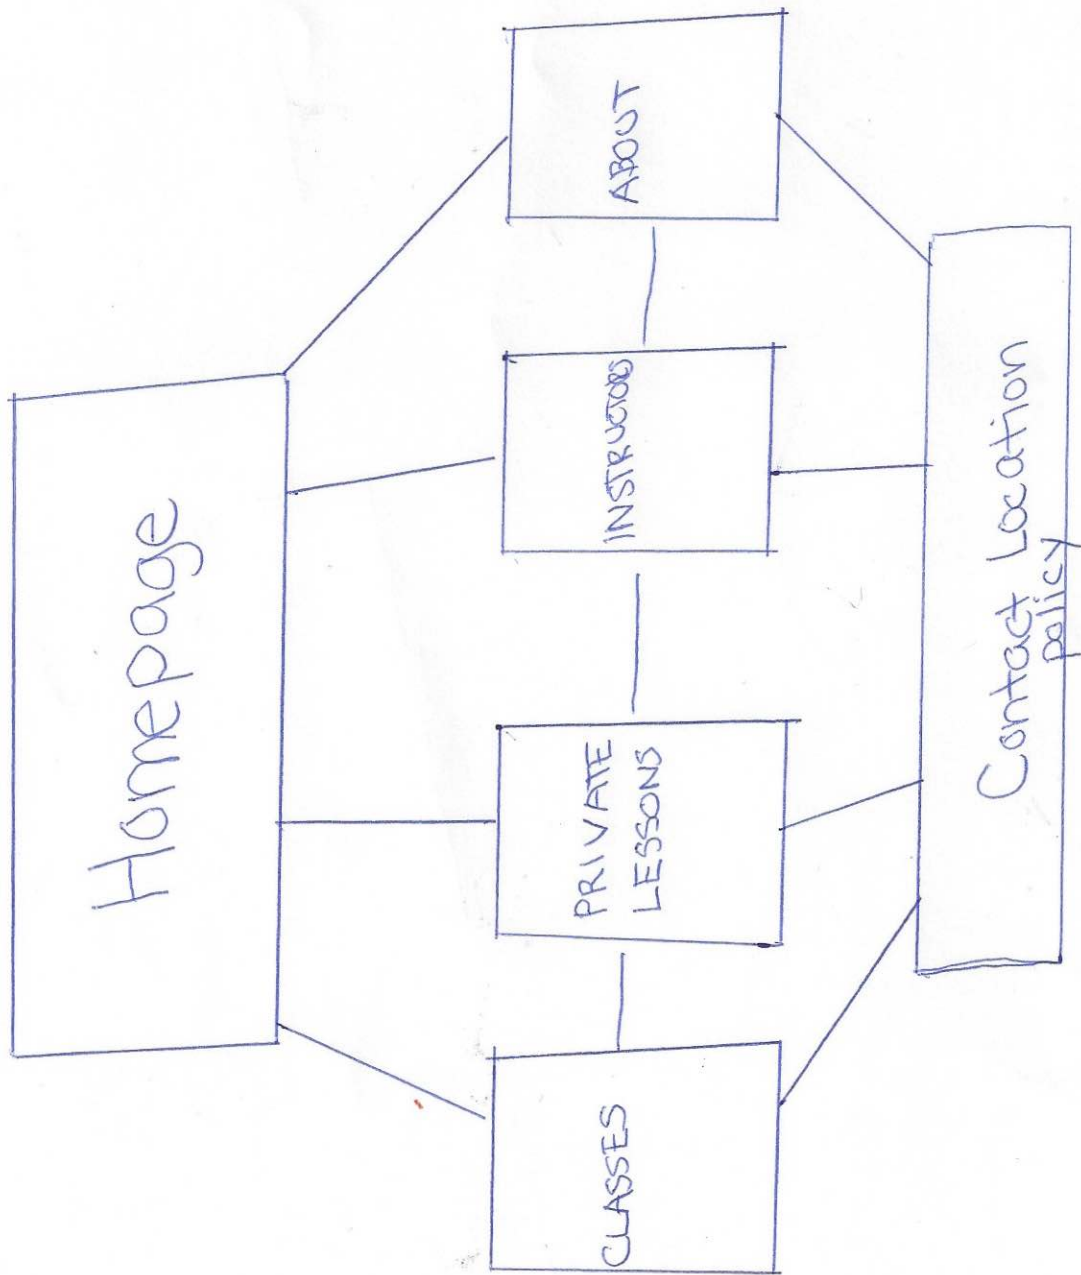 Homepage
CLASSES
PRIVATE
LESSONS
INSTRUCTORS
ABOUT
Contact Location
policy